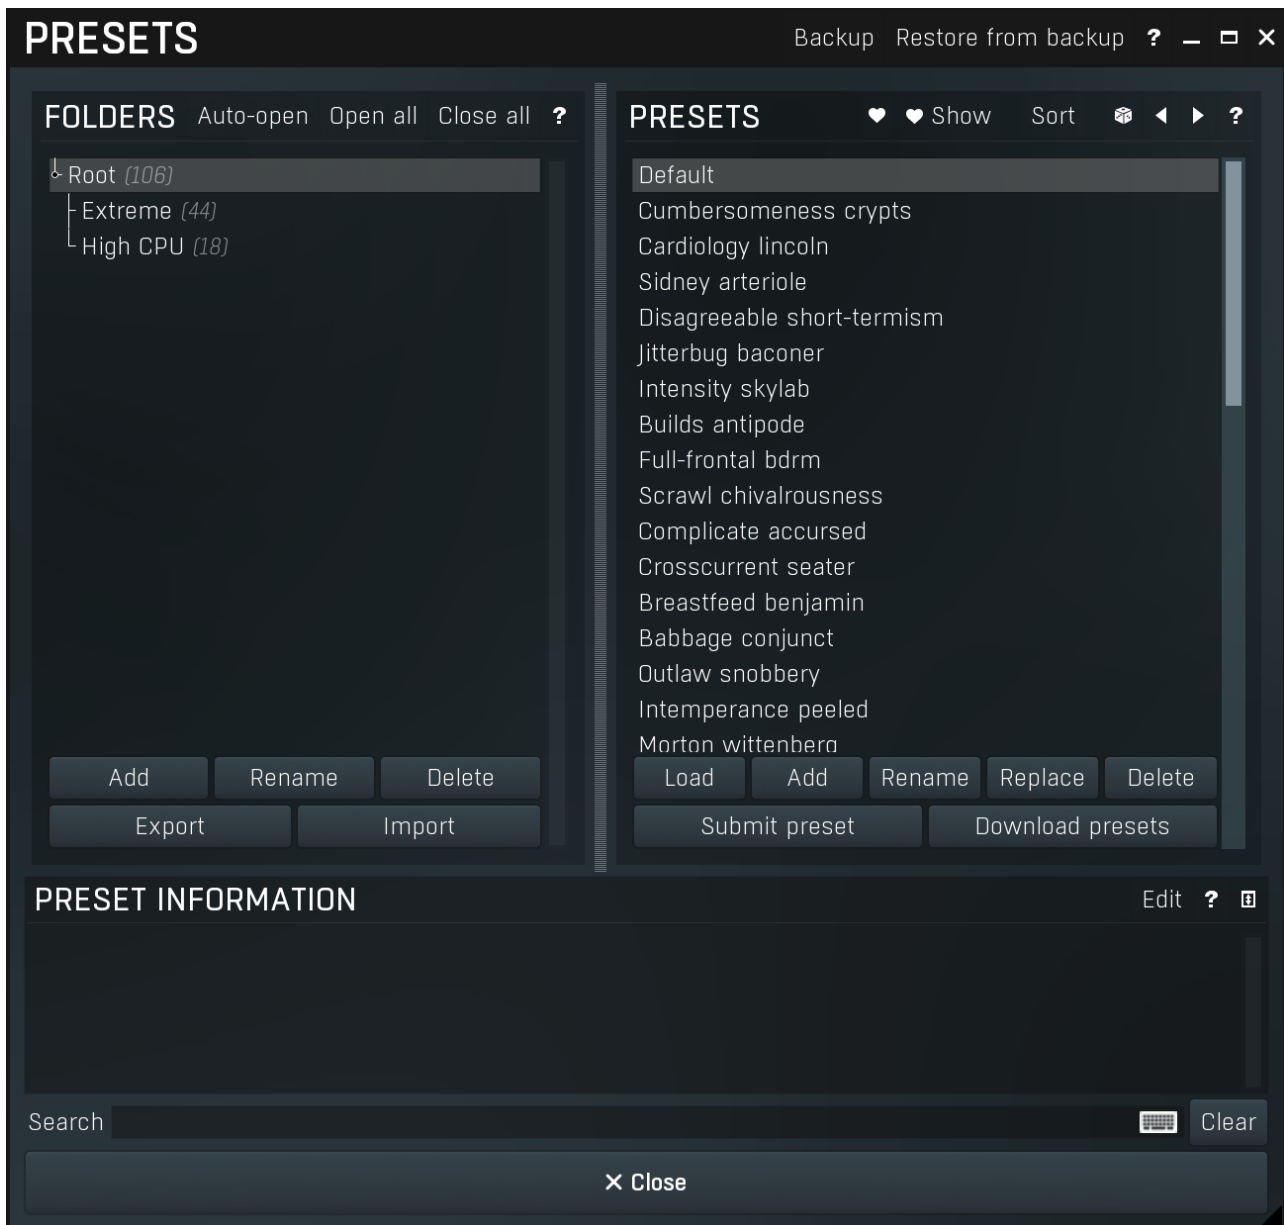 PRESETS Backup Restore from backup ?
FOLDERS Auto-open Open all Close all ?
Root (106)
Extreme (44)
High CPU (18)
Add Rename Delete
Export Import
PRESETS Show Sort ?
Default
Cumbersomeness crypts
Cardiology lincoln
Sidney arteriole
Disagreeable short-termism
Jitterbug baconer
Intensity skylab
Builds antipode
Full-frontal bdrm
Scrawl chivalrousness
Complicate accursed
Crosscurrent seater
Breastfeed benjamin
Babbage conjunct
Outlaw snobbery
Intemperance peeled
Morton wittenberg
Load Add Rename Replace Delete
Submit preset Download presets
PRESET INFORMATION Edit ?
Search Clear
Close